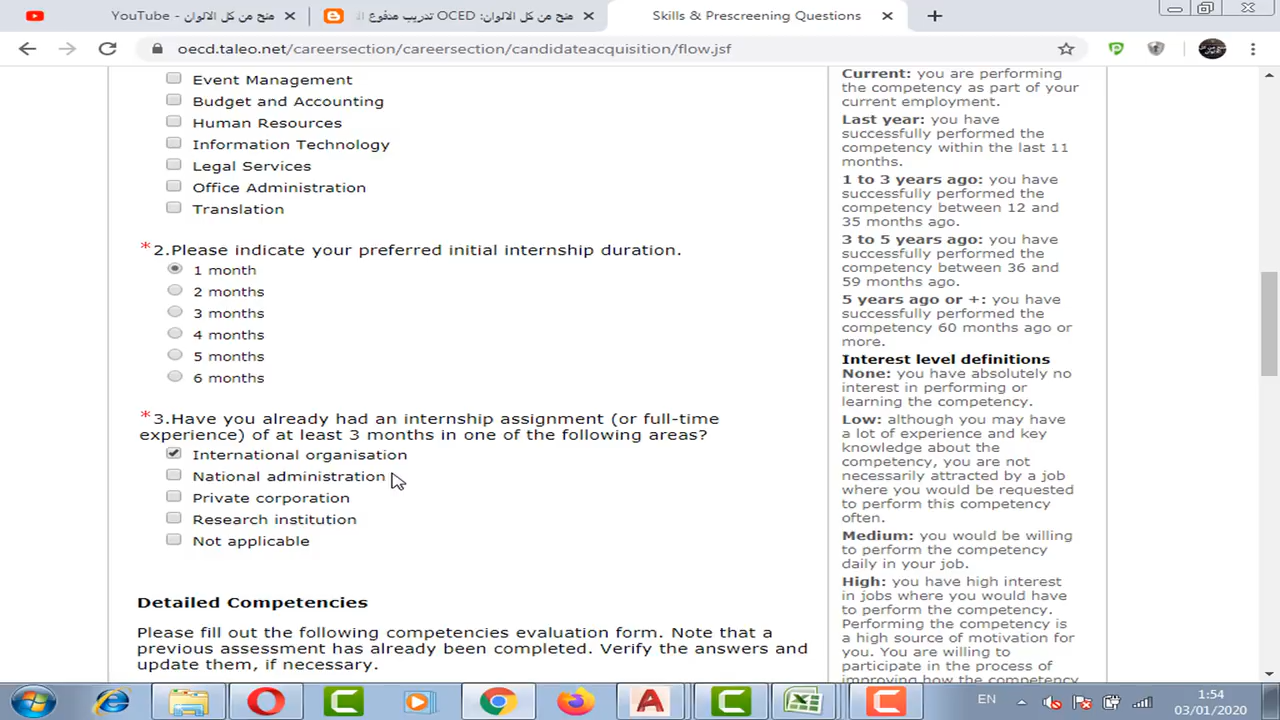 منح من كل الالوان - YouTube
منح من كل الالوان: OCED تدريب مدفوع ال
Skills & Prescreening Questions
oecd.taleo.net/careersection/careersection/candidateacquisition/flow.jsf
Event Management
Budget and Accounting
Human Resources
Information Technology
Legal Services
Office Administration
Translation
*2.Please indicate your preferred initial internship duration.
1 month
2 months
3 months
4 months
5 months
6 months
*3.Have you already had an internship assignment (or full-time
experience) of at least 3 months in one of the following areas?
International organisation
National administration
Private corporation
Research institution
Not applicable
Detailed Competencies
Please fill out the following competencies evaluation form. Note that a
previous assessment has already been completed. Verify the answers and
update them, if necessary.
Current: you are performing
the competency as part of your
current employment.
Last year: you have
successfully performed the
competency within the last 11
months.
1 to 3 years ago: you have
successfully performed the
competency between 12 and
35 months ago.
3 to 5 years ago: you have
successfully performed the
competency between 36 and
59 months ago.
5 years ago or +: you have
successfully performed the
competency 60 months ago or
more.
Interest level definitions
None: you have absolutely no
interest in performing or
learning the competency.
Low: although you may have
a lot of experience and key
knowledge about the
competency, you are not
necessarily attracted by a job
where you would be requested
to perform this competency
often.
Medium: you would be willing
to perform the competency
daily in your job.
High: you have high interest
in jobs where you would have
to perform the competency.
Performing the competency is
a high source of motivation for
you. You are willing to
participate in the process of
improving how the competency
EN
1:54
03/01/2020